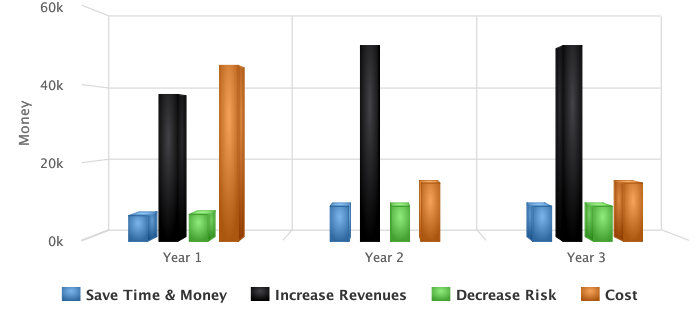 60k
40k
20k
0k
Money
Year 1 Year 2 Year 3
Save Time & Money Increase Revenues Decrease Risk Cost